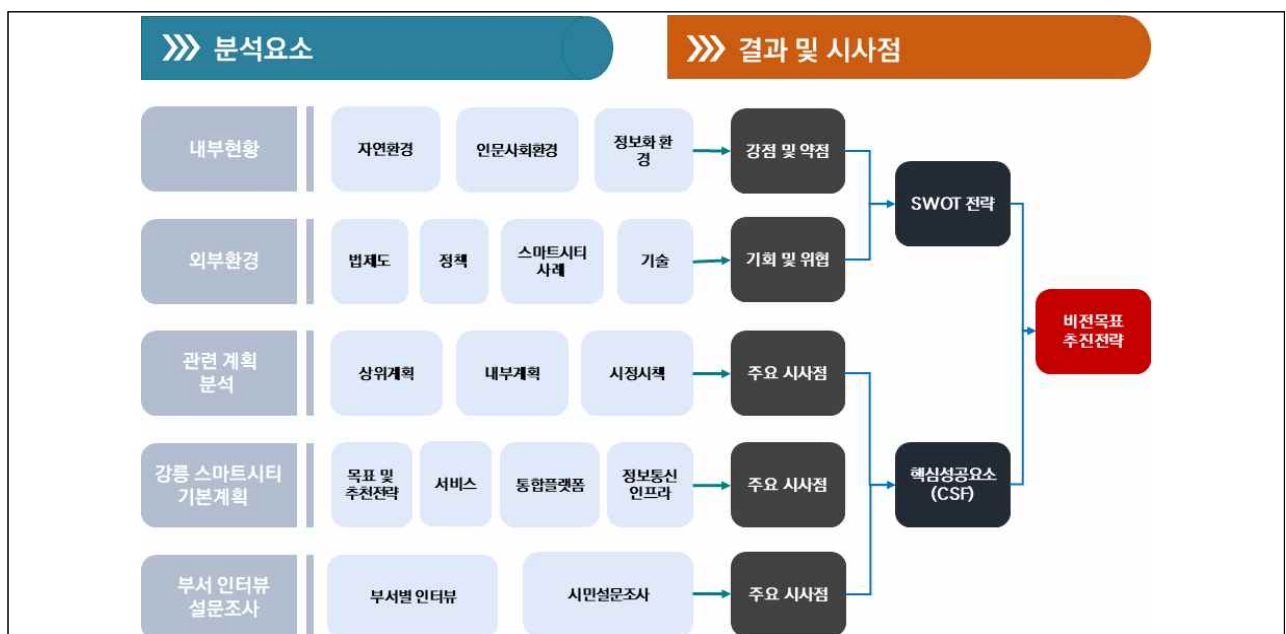 분석요소
결과 및 시사점
내부현황
자연환경
인문사회환경
정보화 환
경
강점 및 약점
SWOT 전략
외부환경
법제도
정책
스마트시티
사례
기술
기회 및 위협
비전목표
추진전략
관련 계획
분석
상위계획
내부계획
시정시책
주요 시사점
강릉 스마트시티
기본계획
목표 및
추천전략
서비스
통합플랫폼
정보통신
인프라
주요 시사점
핵심성공요소
(CSF)
부서 인터뷰
설문조사
부서별 인터뷰
시민설문조사
주요 시사점